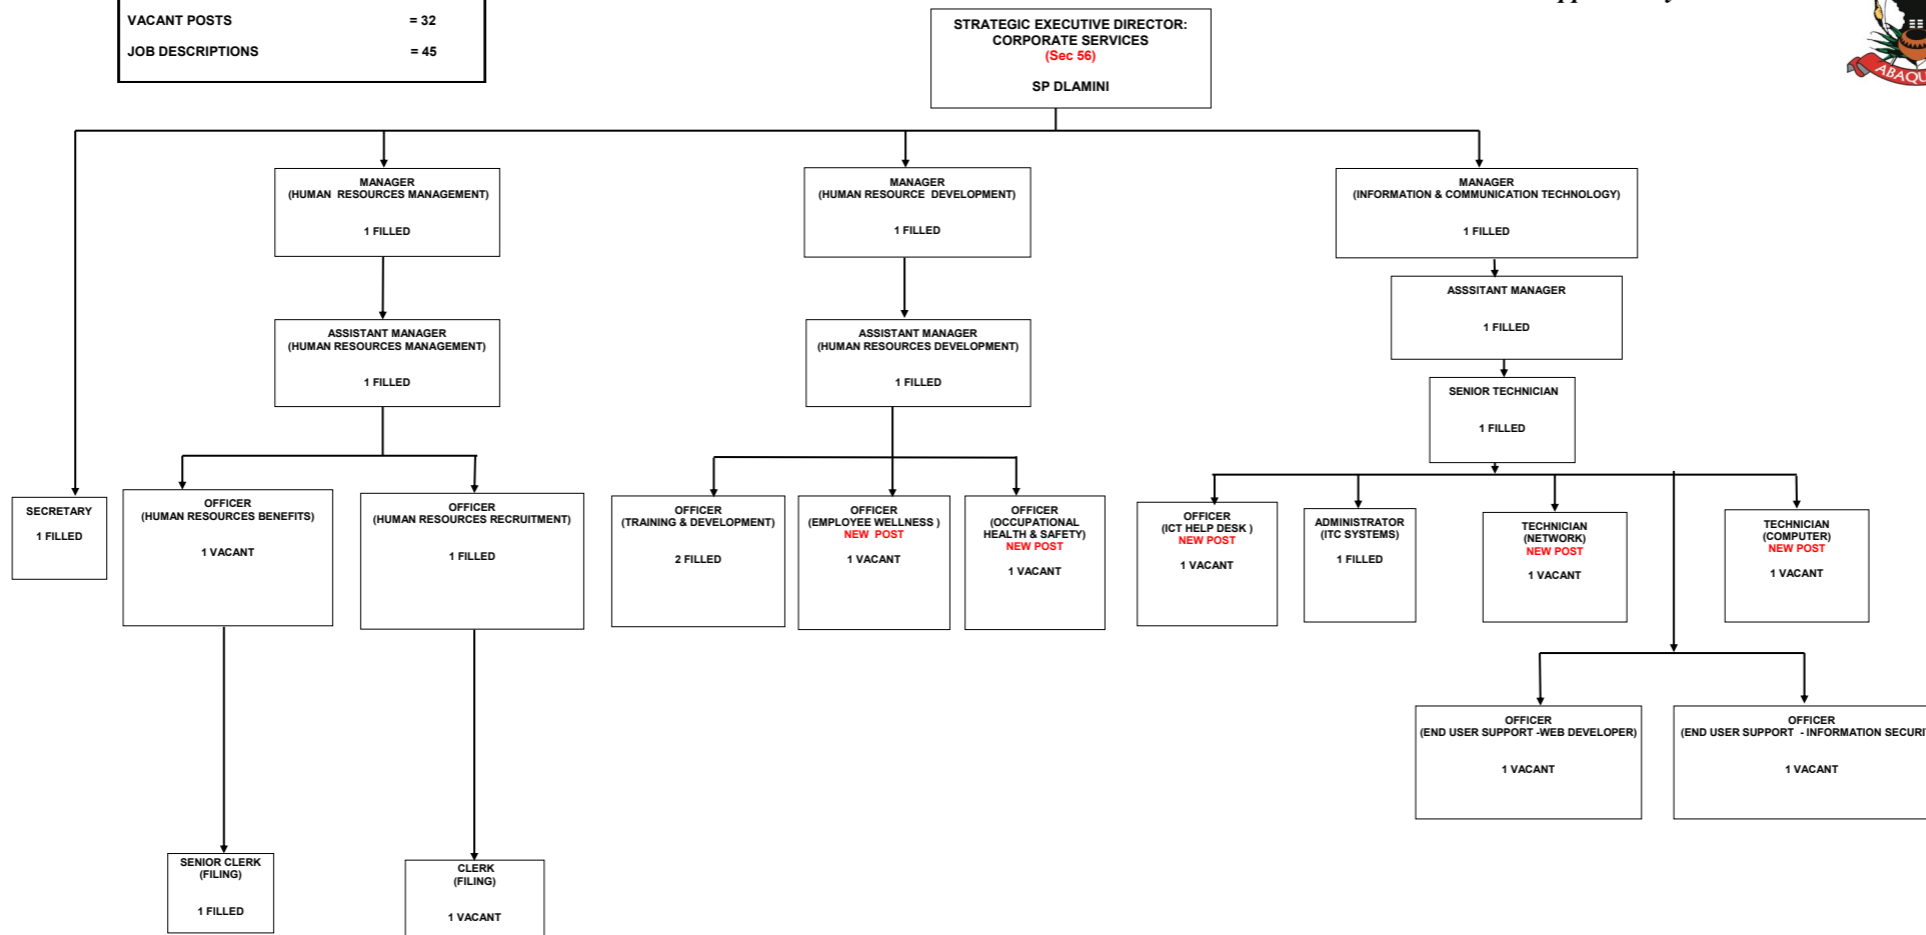 VACANT POSTS = 32
JOB DESCRIPTIONS = 45
STRATEGIC EXECUTIVE DIRECTOR:
CORPORATE SERVICES
(Sec 56)
SP DLAMINI
MANAGER
(HUMAN RESOURCES MANAGEMENT)
1 FILLED
MANAGER
(HUMAN RESOURCE DEVELOPMENT)
1 FILLED
MANAGER
(INFORMATION & COMMUNICATION TECHNOLOGY)
1 FILLED
ASSISTANT MANAGER
(HUMAN RESOURCES MANAGEMENT)
1 FILLED
ASSISTANT MANAGER
(HUMAN RESOURCES DEVELOPMENT)
1 FILLED
ASSSITANT MANAGER
1 FILLED
SENIOR TECHNICIAN
1 FILLED
SECRETARY
1 FILLED
OFFICER
(HUMAN RESOURCES BENEFITS)
1 VACANT
OFFICER
(HUMAN RESOURCES RECRUITMENT)
1 FILLED
OFFICER
(TRAINING & DEVELOPMENT)
2 FILLED
OFFICER
(EMPLOYEE WELLNESS )
NEW POST
1 VACANT
OFFICER
(OCCUPATIONAL
HEALTH & SAFETY)
NEW POST
1 VACANT
OFFICER
(ICT HELP DESK )
NEW POST
1 VACANT
ADMINISTRATOR
(ITC SYSTEMS)
1 FILLED
TECHNICIAN
(NETWORK)
NEW POST
1 VACANT
TECHNICIAN
(COMPUTER)
NEW POST
1 VACANT
OFFICER
(END USER SUPPORT -WEB DEVELOPER)
1 VACANT
OFFICER
(END USER SUPPORT - INFORMATION
1 VACANT
SENIOR CLERK
(FILING)
1 FILLED
CLERK
(FILING)
1 VACANT